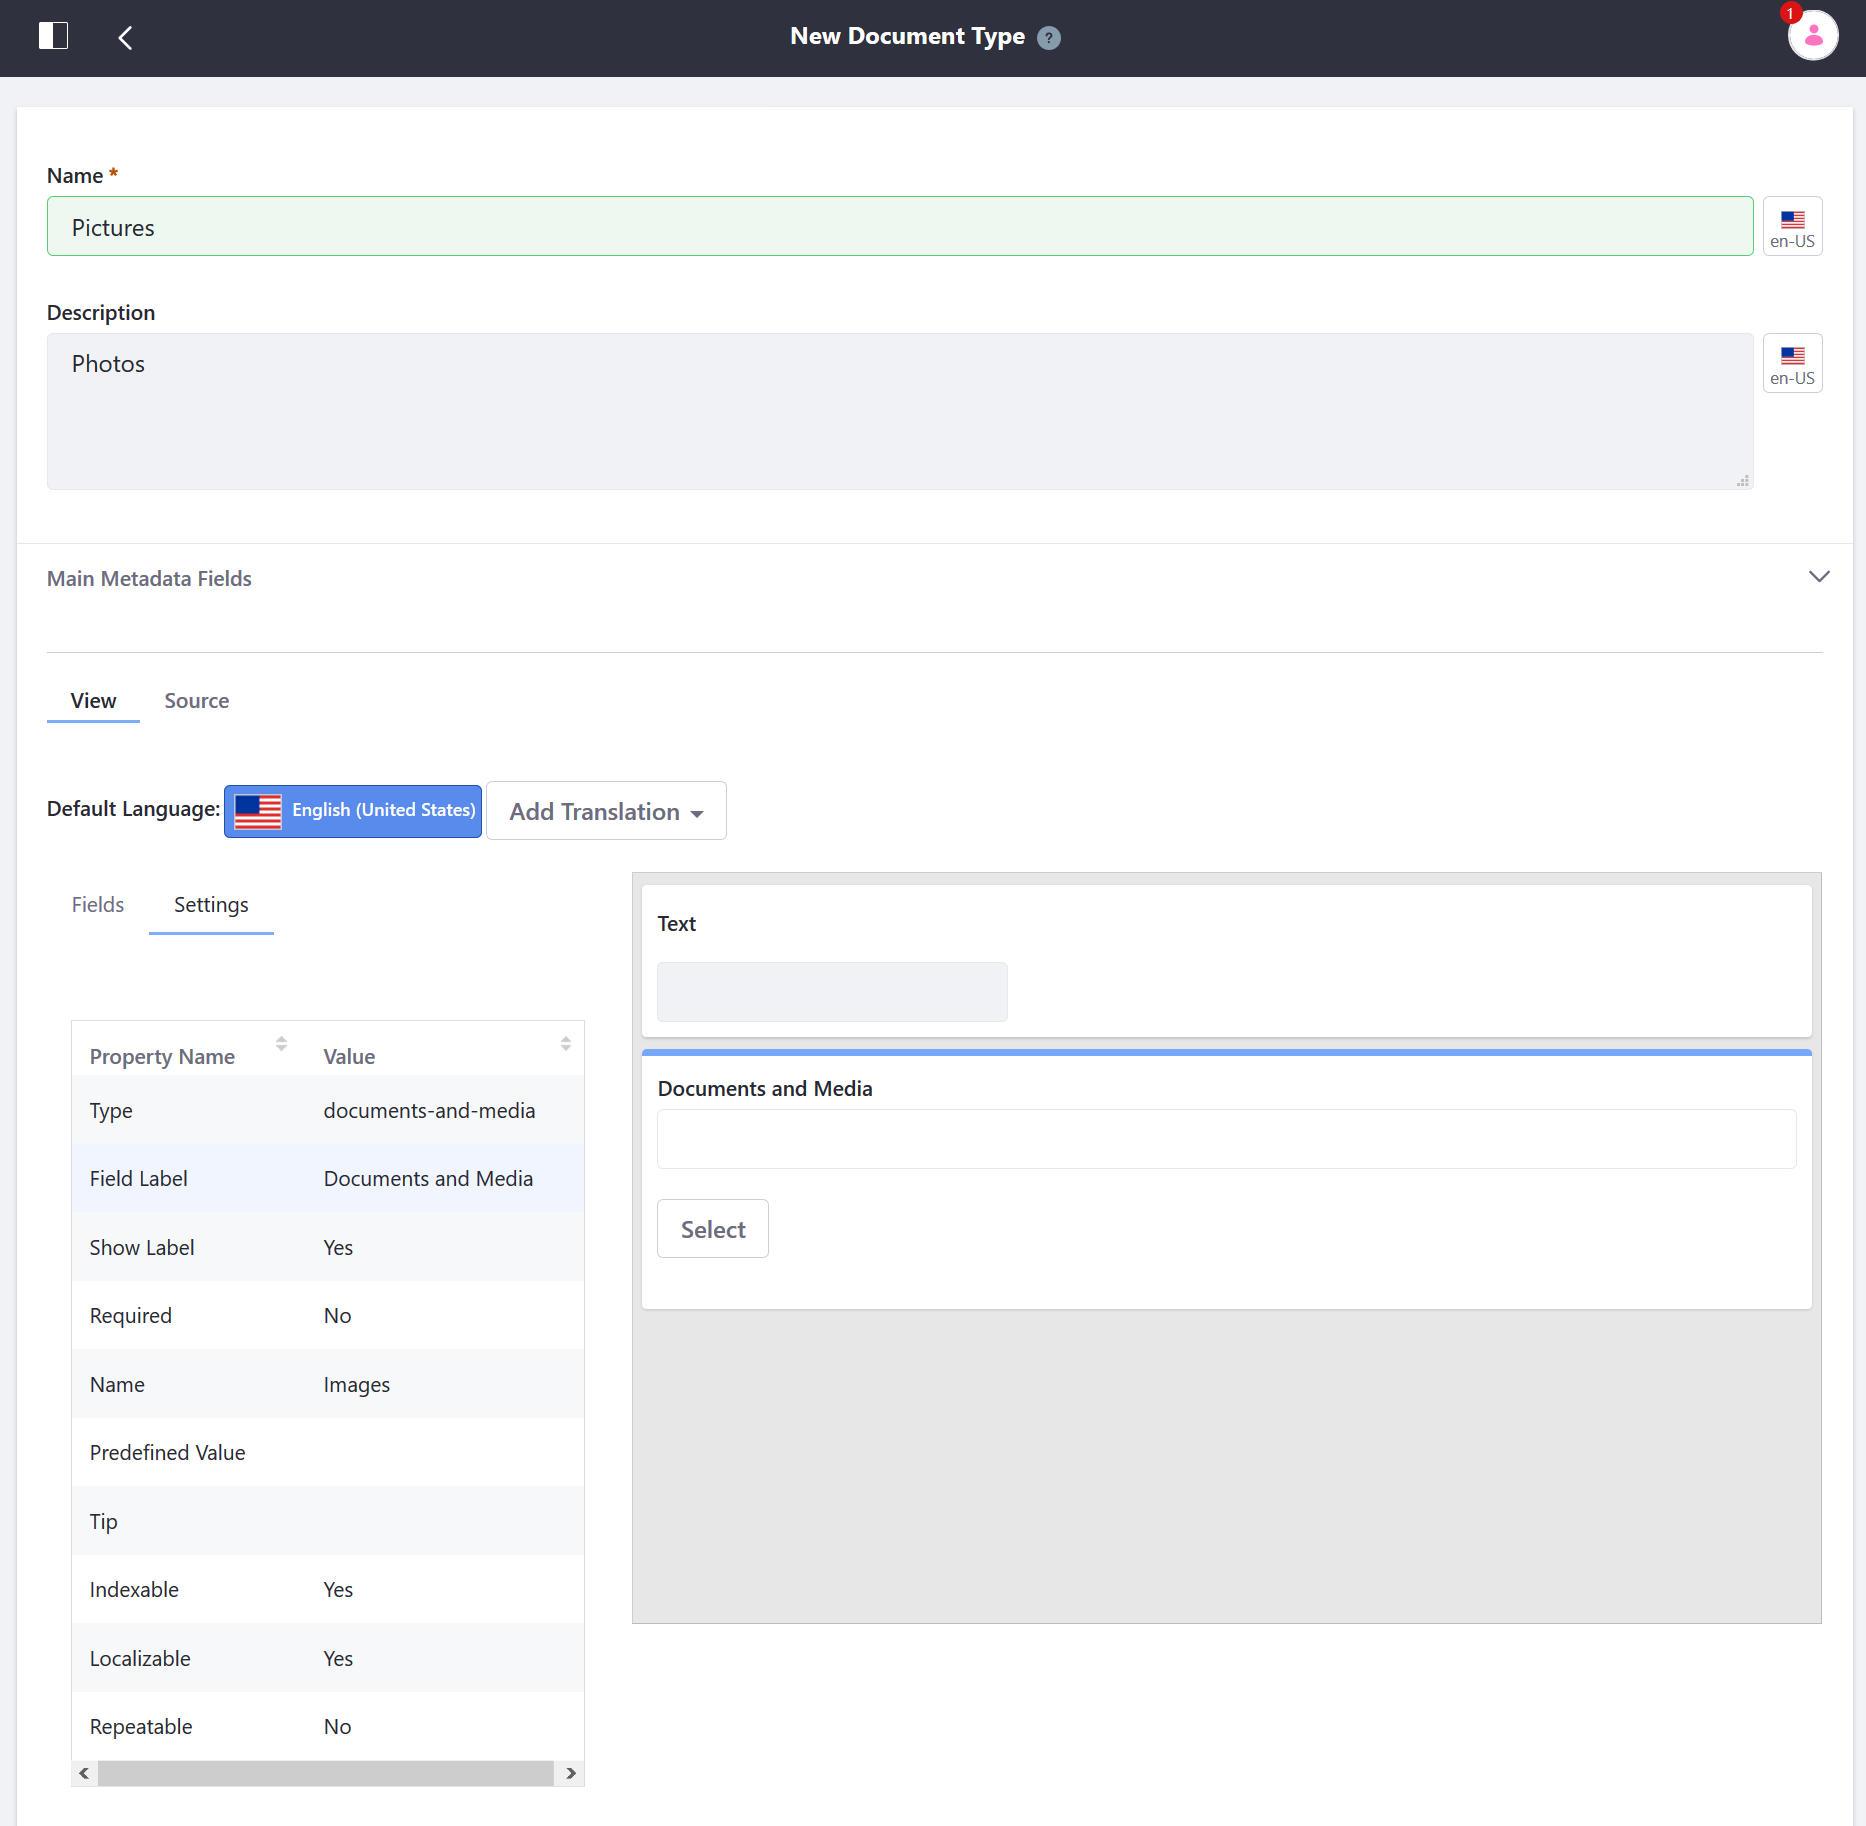 New Document Type ?
1
Name *
Pictures
en-US
Description
Photos
en-US
Main Metadata Fields
View Source
Default Language: English (United States) Add Translation
Fields Settings
Property Name Value
Type documents-and-media
Field Label Documents and Media
Show Label Yes
Required No
Name Images
Predefined Value
Tip
Indexable Yes
Localizable Yes
Repeatable No
Text
Documents and Media
Select